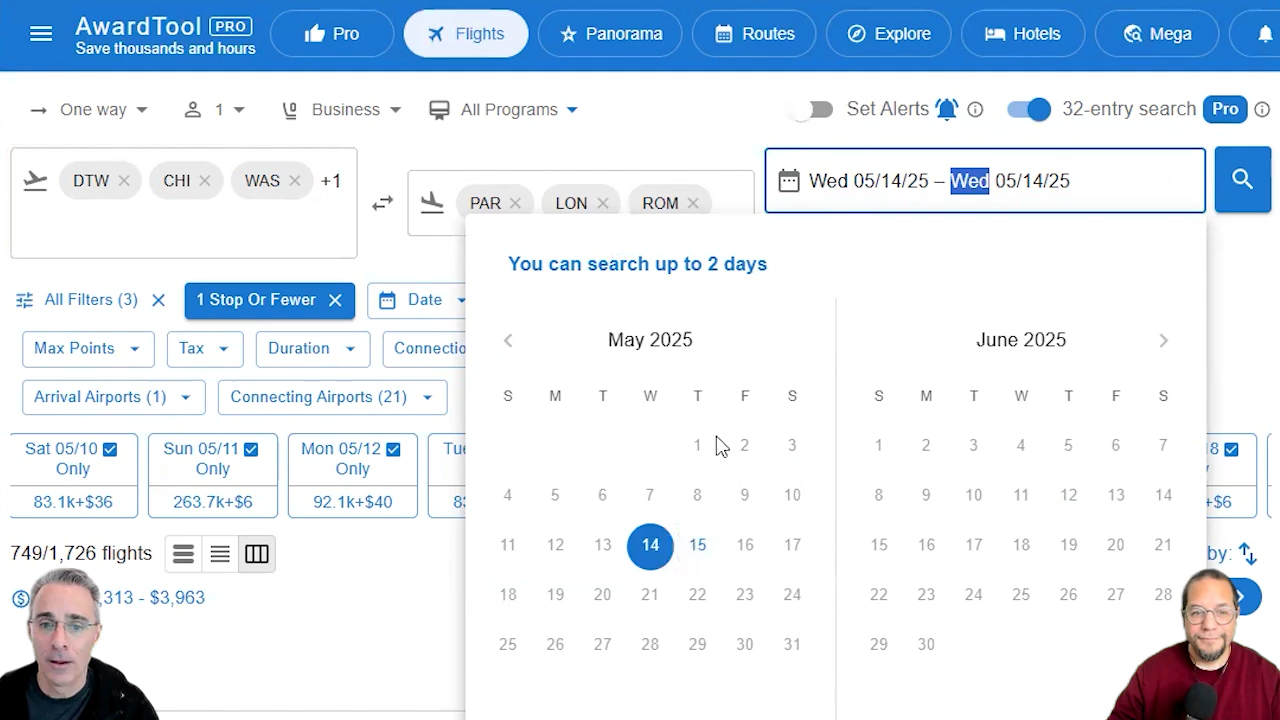 AwardTool PRO
Save thousands and hours
Pro
Flights
Panorama
Routes
Explore
Hotels
Mega
One way
1
Business
All Programs
Set Alerts
32-entry search Pro
DTW
CHI
WAS
+1
PAR
LON
ROM
Wed 05/14/25 – Wed 05/14/25
All Filters (3)
1 Stop Or Fewer
Date
Max Points
Tax
Duration
Arrival Airports (1)
Connecting Airports (21)
Sat 05/10
Only
83.1k+$36
Sun 05/11
Only
263.7k+$6
Mon 05/12
Only
92.1k+$40
749/1,726 flights
,313 - $3,963
You can search up to 2 days
May 2025
S M T W T F S
1 2 3
4 5 6 7 8 9 10
11 12 13 14 15 16 17
18 19 20 21 22 23 24
25 26 27 28 29 30 31
June 2025
S M T W T F S
1 2 3 4 5 6 7
8 9 10 11 12 13 14
15 16 17 18 19 20 21
22 23 24 25 26 27 28
29 30
+$6
by: